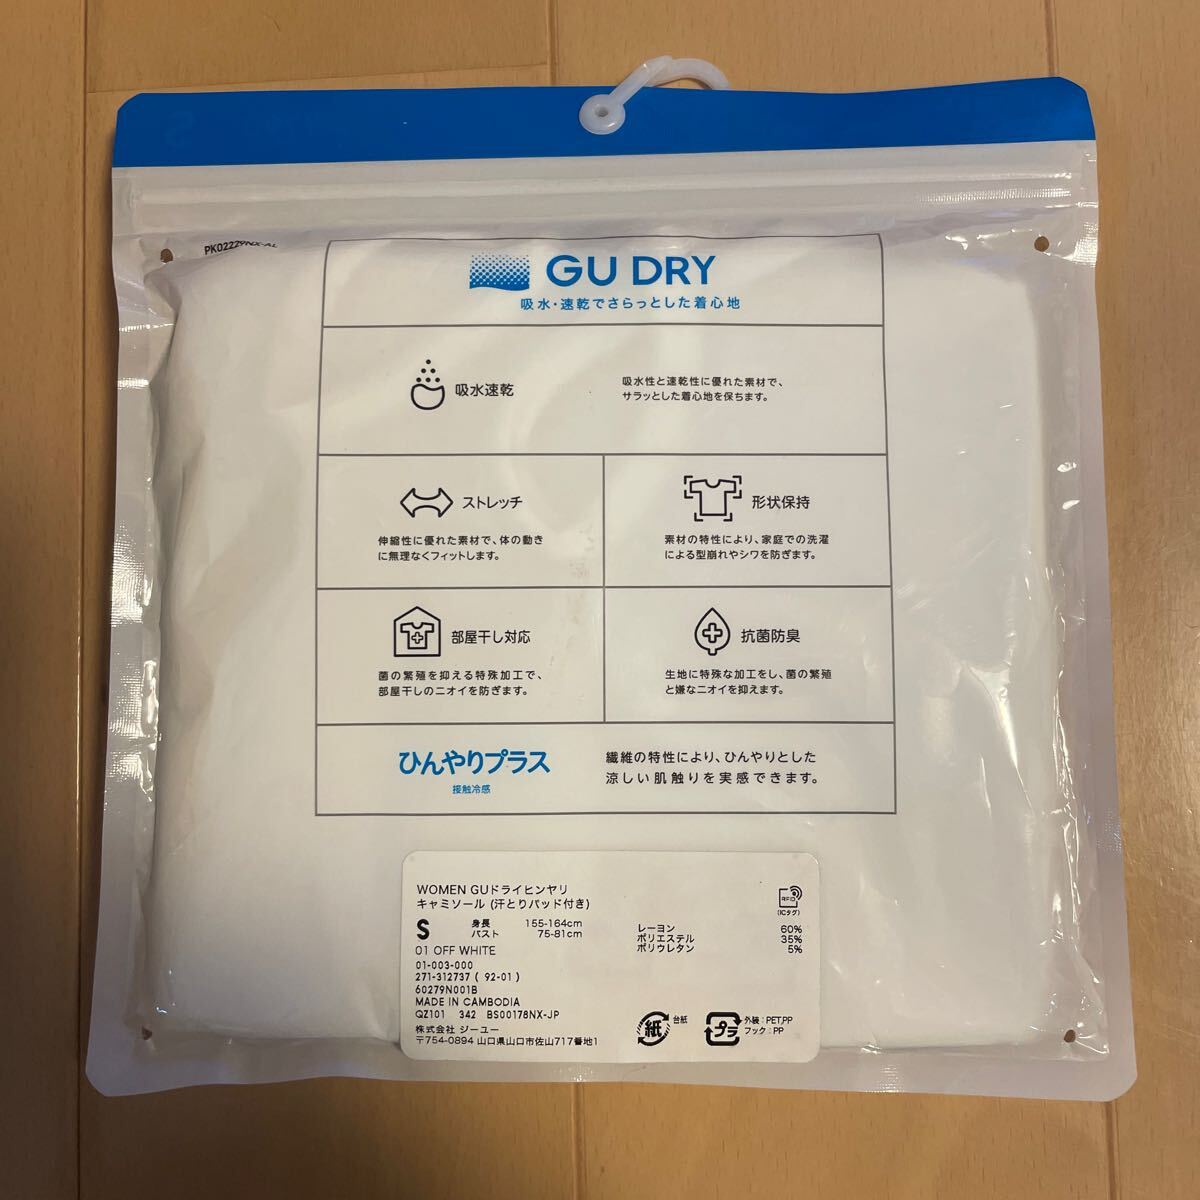 PK02229NX-AL
GU DRY
吸水・速乾でさらっとした着心地
吸水速乾
吸水性と速乾性に優れた素材で、
サラッとした着心地を保ちます。
ストレッチ
伸縮性に優れた素材で、体の動き
に無理なくフィットします。
形状保持
素材の特性により、家庭での洗濯
による型崩れやシワを防ぎます。
部屋干し対応
菌の繁殖を抑える特殊加工で、
部屋干しのニオイを防ぎます。
抗菌防臭
生地に特殊な加工をし、菌の繁殖
と嫌なニオイを抑えます。
ひんやりプラス
接触冷感
繊維の特性により、ひんやりとした
涼しい肌触りを実感できます。
WOMEN GUドライヒンヤリ
キャミソール (汗とりパッド付き)
S 身長 155-164cm
バスト 75-81cm
01 OFF WHITE
01-003-000
271-312737 ( 92-01 )
60279N001B
MADE IN CAMBODIA
QZ101 342 BS00178NX-JP
株式会社 ジーユー
〒754-0894 山口県山口市佐山717番地1
RFID
(ICタグ)
レーヨン 60%
ポリエステル 35%
ポリウレタン 5%
紙 台紙
プラ 外装：PET,PP
フック：PP